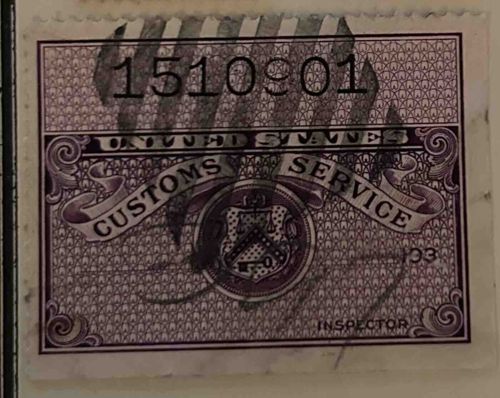 1510901
UNITED STATES
CUSTOMS SERVICE
INSPECTOR